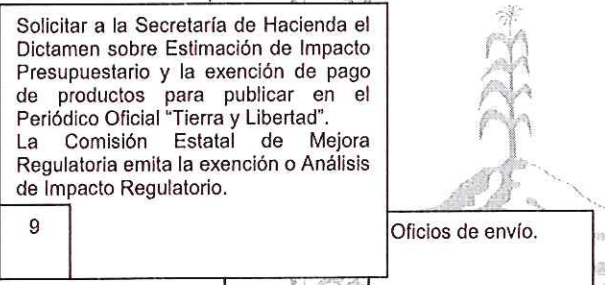 Solicitar a la Secretaría de Hacienda el
Dictamen sobre Estimación de Impacto
Presupuestario y la exención de pago
de productos para publicar en el
Periódico Oficial "Tierra y Libertad".
La Comisión Estatal de Mejora
Regulatoria emita la exención o Análisis
de Impacto Regulatorio.
9
Oficios de envío.